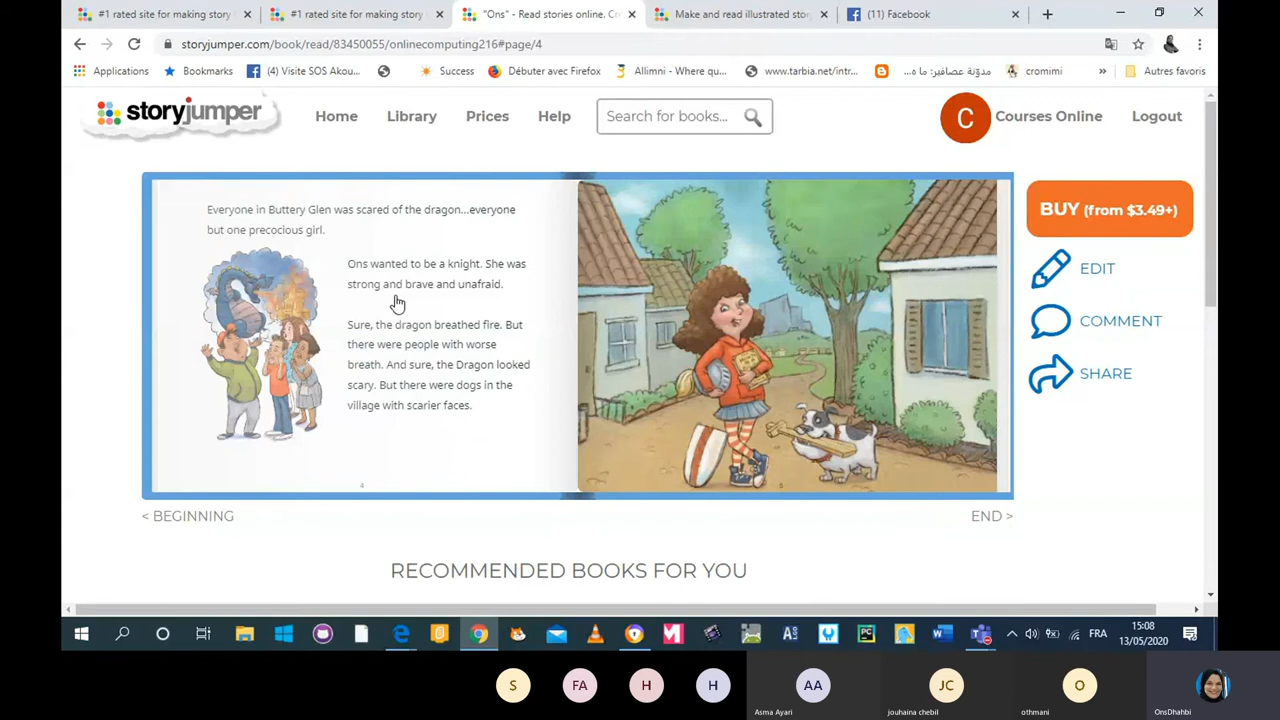 #1 rated site for making story
#1 rated site for making story
"Ons" - Read stories online. Cr
Make and read illustrated stor
(11) Facebook
storyjumper.com/book/read/83450055/onlinecomputing216#page/4
Applications
Bookmarks
(4) Visite SOS Akou...
Success
Débuter avec Firefox
Allimni - Where qu...
www.tarbia.net/intr...
مدوّنة عصافير: ما ه...
cromimi
»
Autres favoris
storyjumper
Home
Library
Prices
Help
Search for books...
C
Courses Online
Logout
Everyone in Buttery Glen was scared of the dragon...everyone
but one precocious girl.
Ons wanted to be a knight. She was
strong and brave and unafraid.
Sure, the dragon breathed fire. But
there were people with worse
breath. And sure, the Dragon looked
scary. But there were dogs in the
village with scarier faces.
4
BUY (from $3.49+)
EDIT
COMMENT
SHARE
< BEGINNING
END >
RECOMMENDED BOOKS FOR YOU
FRA
15:08
13/05/2020
S
FA
H
H
AA
Asma Ayari
JC
jouhaina chebil
O
othmani
OnsDhahbi